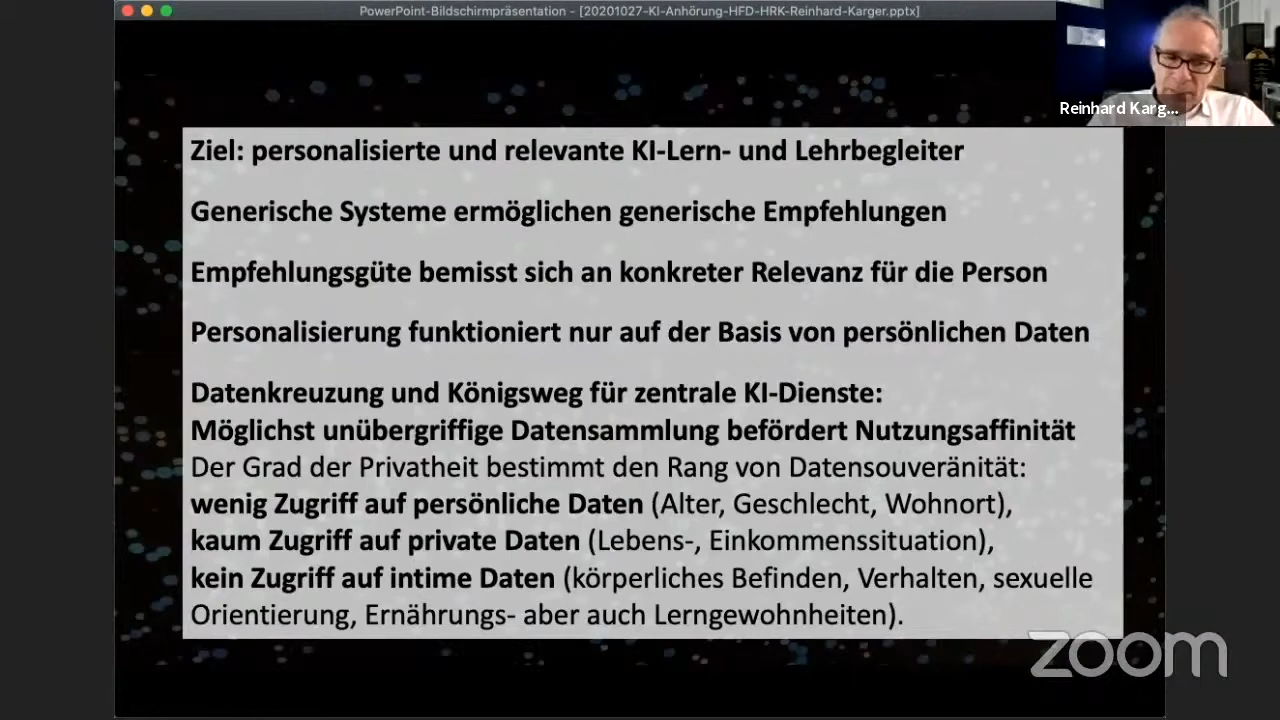 PowerPoint-Bildschirmpräsentation - [20201027-KI-Anhörung-HFD-HRK-Reinhard-Karger.pptx]
Reinhard Karg...
Ziel: personalisierte und relevante KI-Lern- und Lehrbegleiter
Generische Systeme ermöglichen generische Empfehlungen
Empfehlungsgüte bemisst sich an konkreter Relevanz für die Person
Personalisierung funktioniert nur auf der Basis von persönlichen Daten
Datenkreuzung und Königsweg für zentrale KI-Dienste:
Möglichst unübergriffige Datensammlung befördert Nutzungsaffinität
Der Grad der Privatheit bestimmt den Rang von Datensouveränität:
wenig Zugriff auf persönliche Daten (Alter, Geschlecht, Wohnort),
kaum Zugriff auf private Daten (Lebens-, Einkommenssituation),
kein Zugriff auf intime Daten (körperliches Befinden, Verhalten, sexuelle
Orientierung, Ernährungs- aber auch Lerngewohnheiten).
zoom